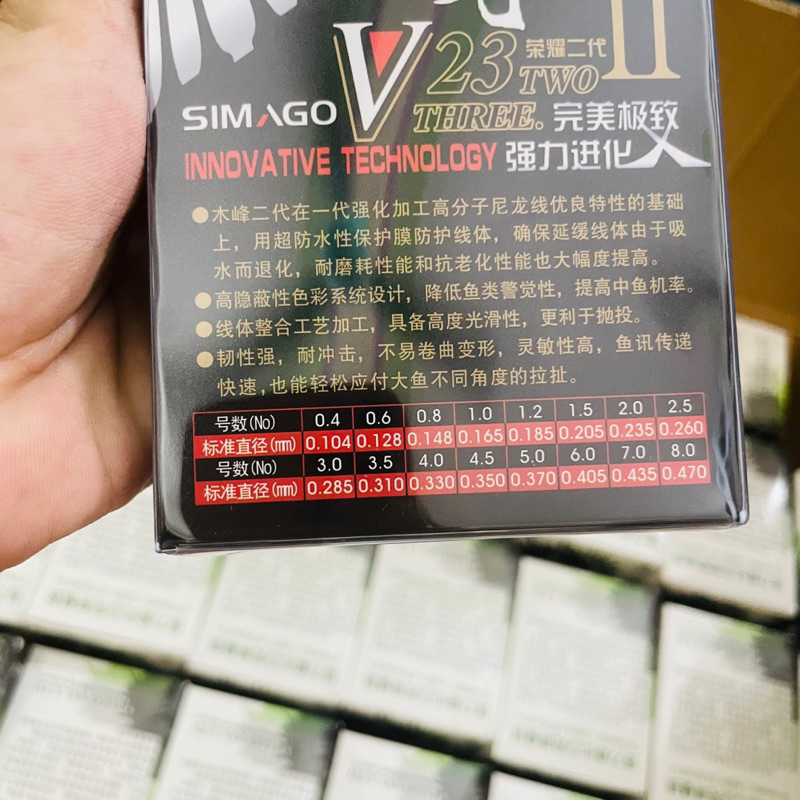 II
V23 荣耀二代
TWO
SIMAGO THREE. 完美极致
INNOVATIVE TECHNOLOGY 强力进化
●木峰二代在一代强化加工高分子尼龙线优良特性的基础
上，用超防水性保护膜防护线体，确保延缓线体由于吸
水而退化，耐磨耗性能和抗老化性能也大幅度提高。
●高隐蔽性色彩系统设计，降低鱼类警觉性，提高中鱼机率。
●线体整合工艺加工，具备高度光滑性，更利于抛投。
●韧性强，耐冲击，不易卷曲变形，灵敏性高，鱼讯传递
快速,也能轻松应付大鱼不同角度的拉扯。
号数(No) 0.4 0.6 0.8 1.0 1.2 1.5 2.0 2.5
标准直径(mm) 0.104 0.128 0.148 0.165 0.185 0.205 0.235 0.260
号数(No) 3.0 3.5 4.0 4.5 5.0 6.0 7.0 8.0
标准直径(mm) 0.285 0.310 0.330 0.350 0.370 0.405 0.435 0.470